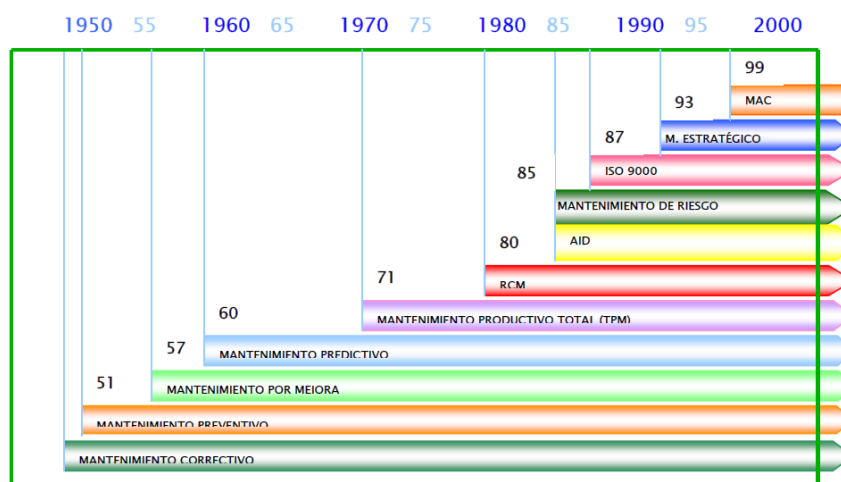 1950 55 1960 65 1970 75 1980 85 1990 95 2000
99
MAC
93
M. ESTRATÉGICO
87
ISO 9000
85
MANTENIMIENTO DE RIESGO
80
AID
RCM
71
MANTENIMIENTO PRODUCTIVO TOTAL (TPM)
60
MANTENIMIENTO PREDICTIVO
57
MANTENIMIENTO POR MEJORA
51
MANTENIMIENTO PREVENTIVO
MANTENIMIENTO CORRECTIVO